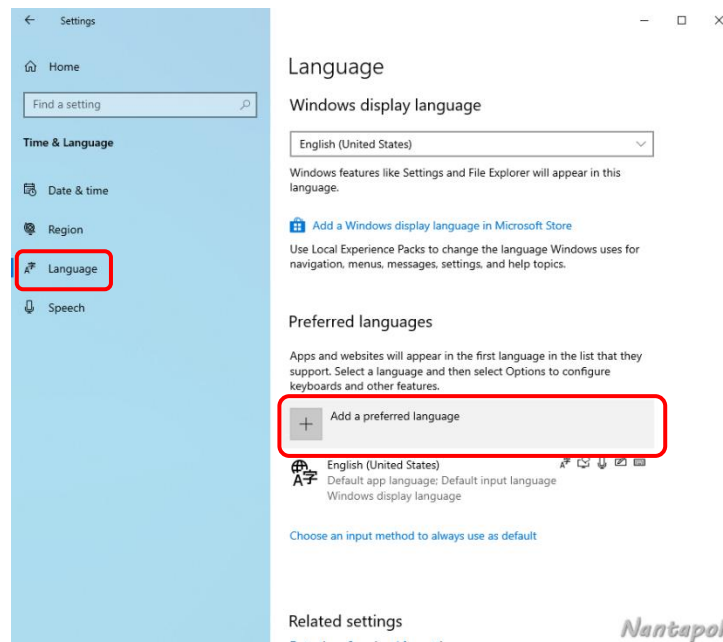 Settings
Home
Find a setting
Time & Language
Date & time
Region
Language
Speech
Language
Windows display language
English (United States)
Windows features like Settings and File Explorer will appear in this
language.
Add a Windows display language in Microsoft Store
Use Local Experience Packs to change the language Windows uses for
navigation, menus, messages, settings, and help topics.
Preferred languages
Apps and websites will appear in the first language in the list that they
support. Select a language and then select Options to configure
keyboards and other features.
Add a preferred language
English (United States)
Default app language; Default input language
Windows display language
Choose an input method to always use as default
Related settings
Nantapol